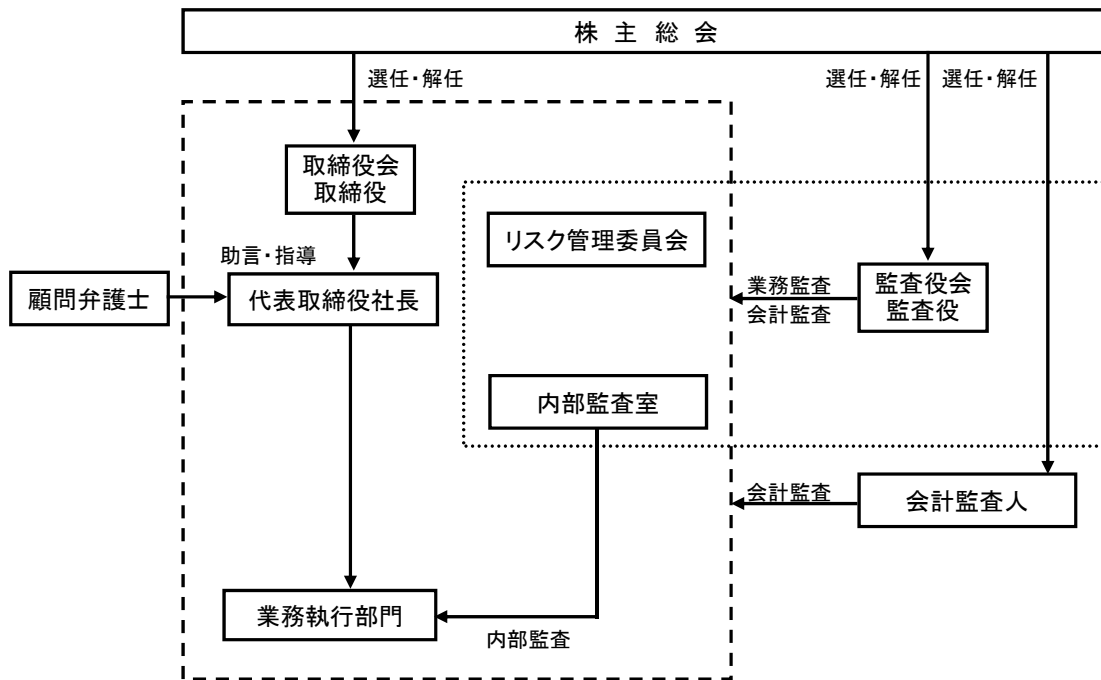 株 主 総 会
選任・解任
選任・解任
選任・解任
取締役会
取締役
リスク管理委員会
助言・指導
顧問弁護士
代表取締役社長
業務監査
会計監査
監査役会
監査役
内部監査室
会計監査
会計監査人
業務執行部門
内部監査